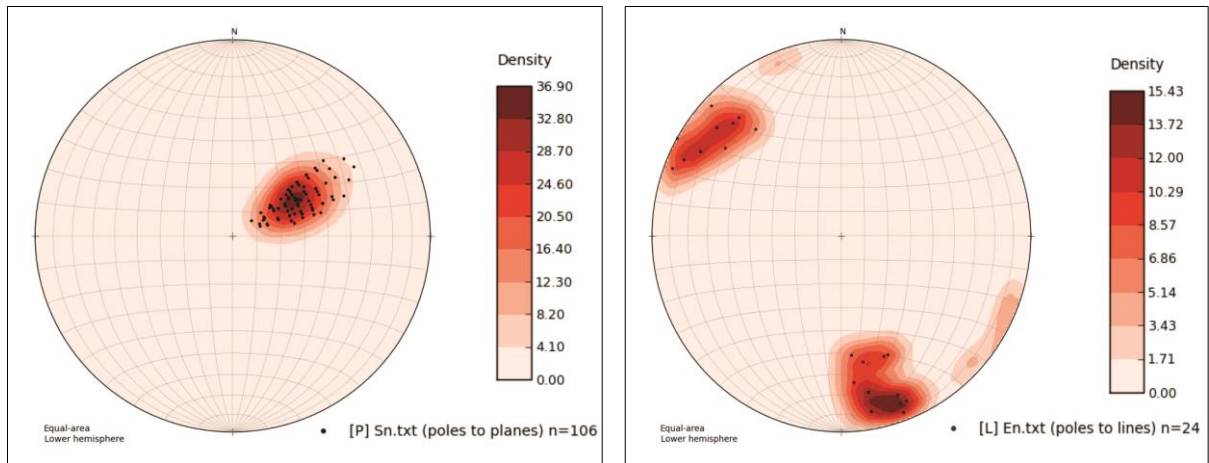 N
Density
36.90
32.80
28.70
24.60
20.50
16.40
12.30
8.20
4.10
0.00
Equal-area
Lower hemisphere
[P] Sn.txt (poles to planes) n=106
N
Density
15.43
13.72
12.00
10.29
8.57
6.86
5.14
3.43
1.71
0.00
Equal-area
Lower hemisphere
[L] En.txt (poles to lines) n=24